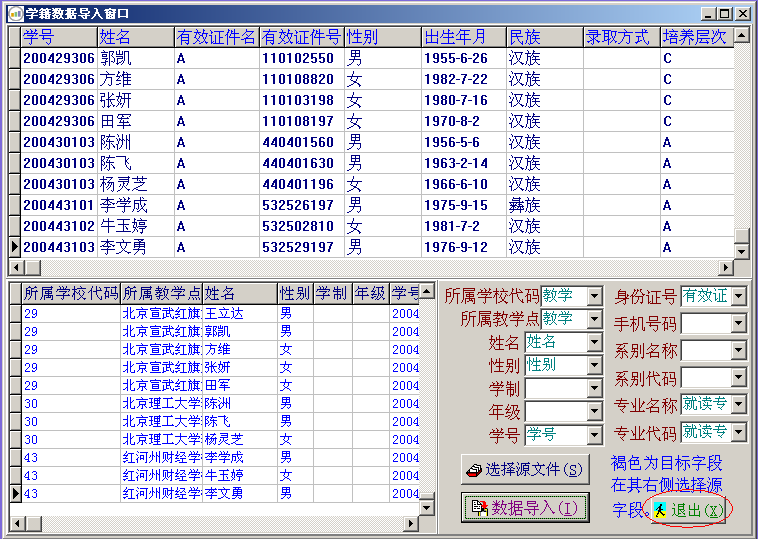 学籍数据导入窗口
学号 姓名 有效证件名 有效证件号 性别 出生年月 民族 录取方式 培养层次
200429306 郭凯 A 110102550 男 1955-6-26 汉族 C
200429306 方维 A 110108820 女 1982-7-22 汉族 C
200429306 张妍 A 110103198 女 1980-7-16 汉族 C
200429306 田军 A 110108197 女 1970-8-2 汉族 C
200430103 陈洲 A 440401560 男 1956-5-6 汉族 A
200430103 陈飞 A 440401630 男 1963-2-14 汉族 A
200430103 杨灵芝 A 440401196 女 1966-6-10 汉族 A
200443101 李学成 A 532526197 男 1975-9-15 彝族 A
200443102 牛玉婷 A 532502810 女 1981-7-2 汉族 A
200443103 李文勇 A 532529197 男 1976-9-12 汉族 A
所属学校代码 所属教学点 姓名 性别 学制 年级 学号
29 北京宣武红旗 王立达 男 2004
29 北京宣武红旗 郭凯 男 2004
29 北京宣武红旗 方维 女 2004
29 北京宣武红旗 张妍 女 2004
29 北京宣武红旗 田军 女 2004
30 北京理工大学 陈洲 男 2004
30 北京理工大学 陈飞 男 2004
30 北京理工大学 杨灵芝 女 2004
43 红河州财经学 李学成 男 2004
43 红河州财经学 牛玉婷 女 2004
43 红河州财经学 李文勇 男 2004
所属学校代码 教学
所属教学点 教学
姓名 姓名
性别 性别
学制
年级
学号 学号
身份证号 有效证
手机号码
系别名称
系别代码
专业名称 就读专
专业代码 就读专
选择源文件(S)
数据导入(I)
褐色为目标字段
在其右侧选择源
字段。
退出(X)